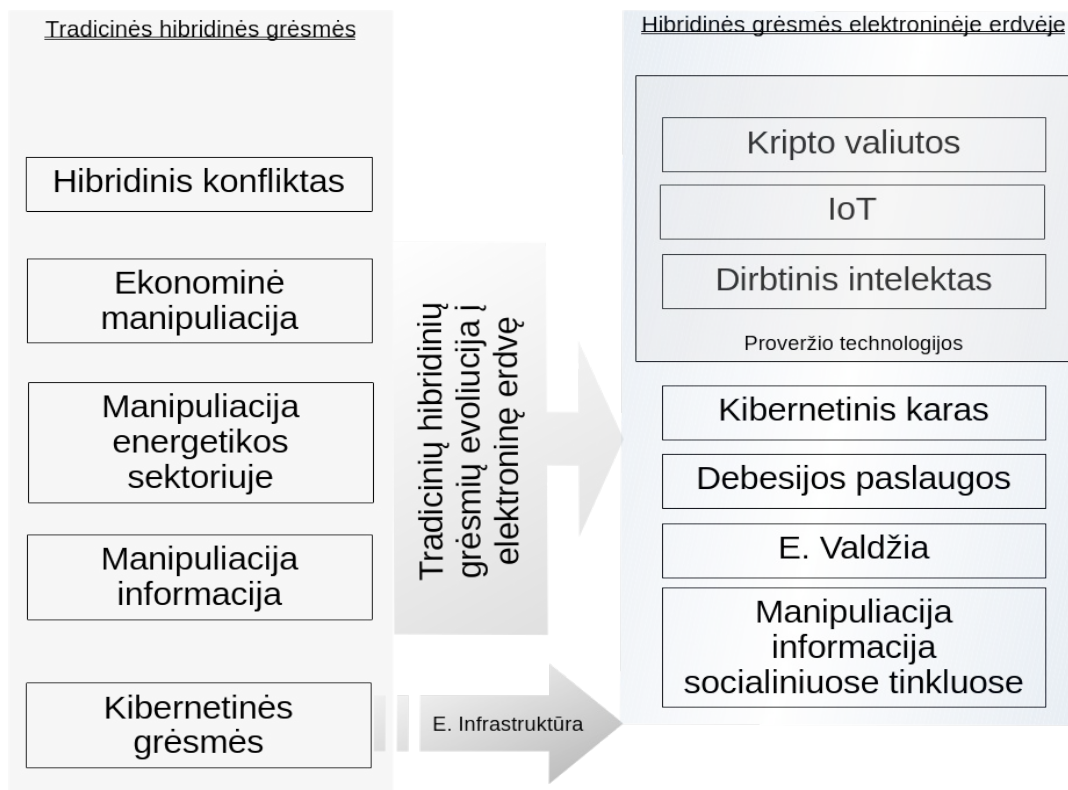 Tradicinės hibridinės grėsmės
Hibridinis konfliktas
Ekonominė
manipuliacija
Manipuliacija
energetikos
sektoriuje
Manipuliacija
informacija
Kibernetinės
grėsmės
Tradicinių hibridinių
grėsmių evoliucija į
elektroninę erdvę
E. Infrastruktūra
Hibridinės grėsmės elektroninėje erdvėje
Kripto valiutos
IoT
Dirbtinis intelektas
Proveržio technologijos
Kibernetinis karas
Debesijos paslaugos
E. Valdžia
Manipuliacija
informacija
socialiniuose tinkluose